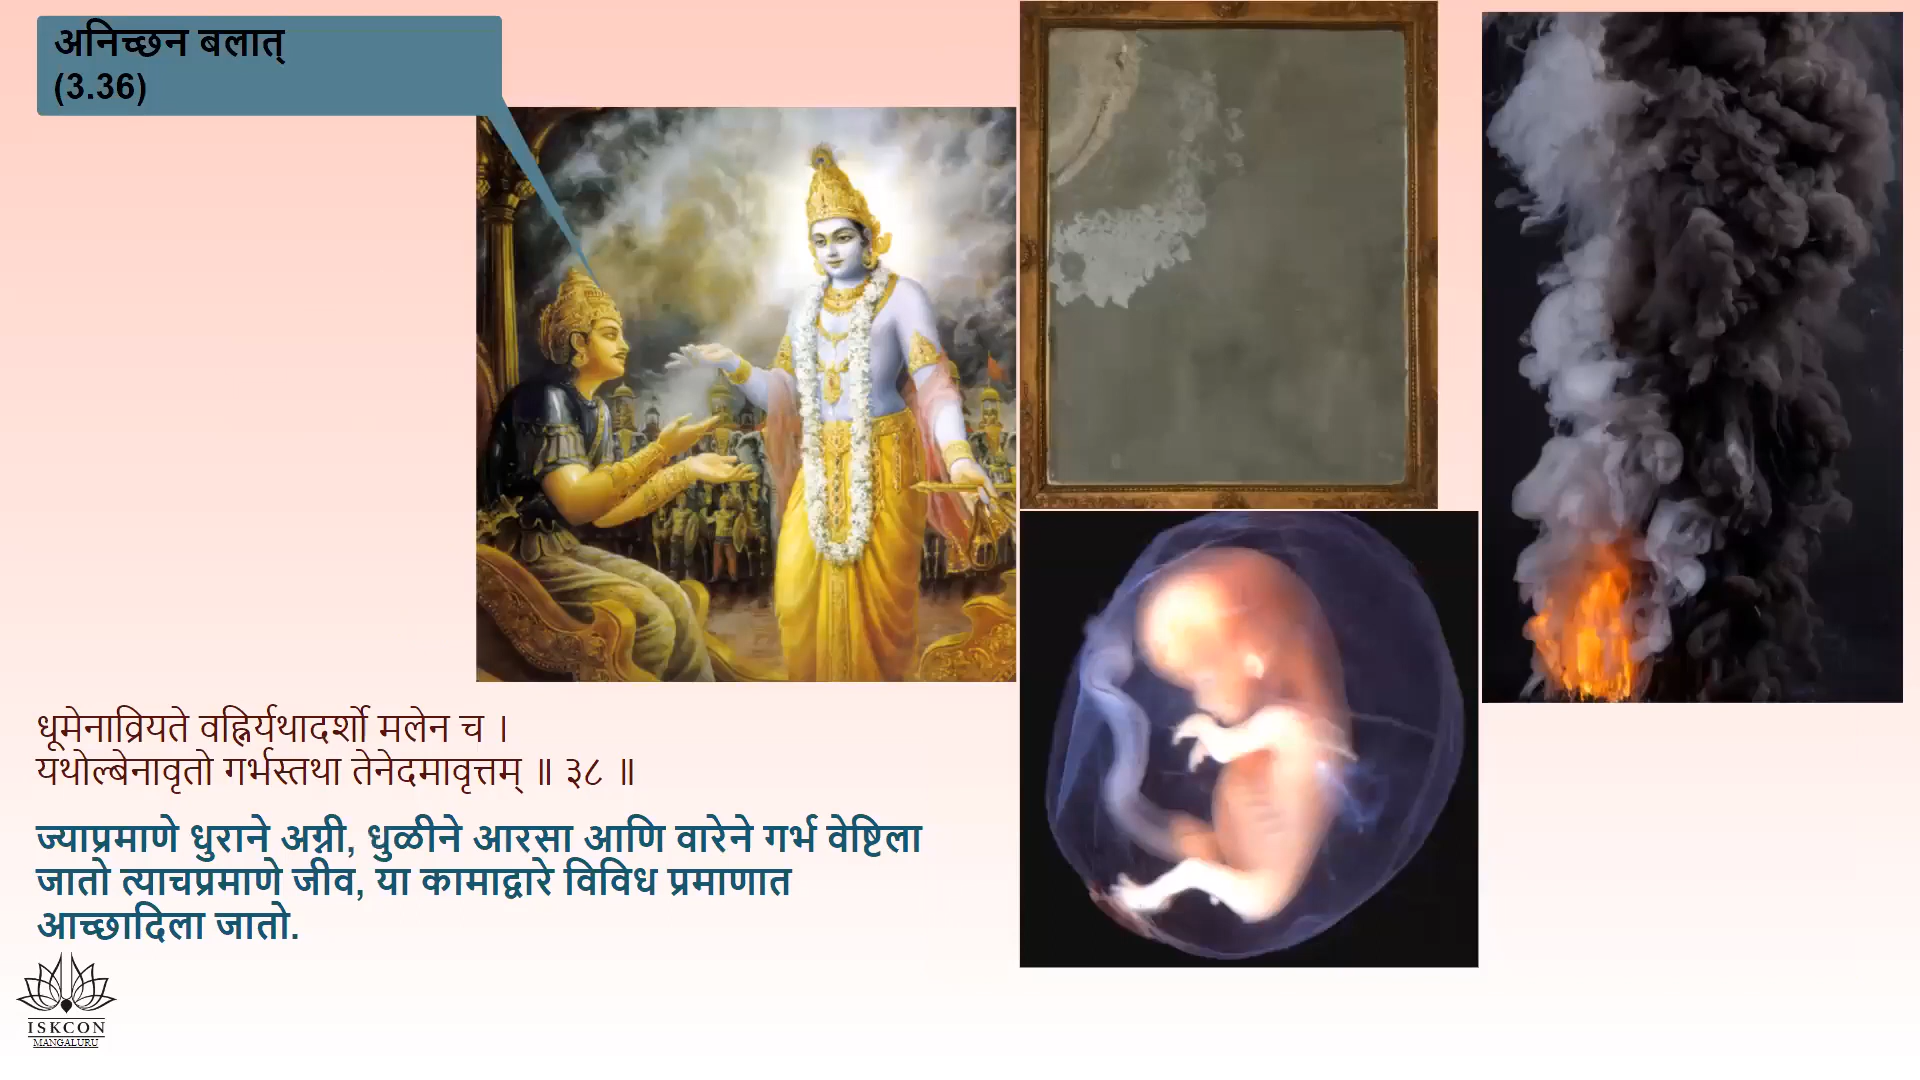 अनिच्छन बलात्
(3.36)
धूमेनाव्रियते वह्निर्यथादर्शो मलेन च ।
यथोल्बेनावृतो गर्भस्तथा तेनेदमावृत्तम् ॥ ३८ ॥
ज्याप्रमाणे धुराने अग्नी, धुळीने आरसा आणि वारेने गर्भ वेष्टिला
जातो त्याचप्रमाणे जीव, या कामाद्वारे विविध प्रमाणात
आच्छादिला जातो.
ISKCON
MANGALURU